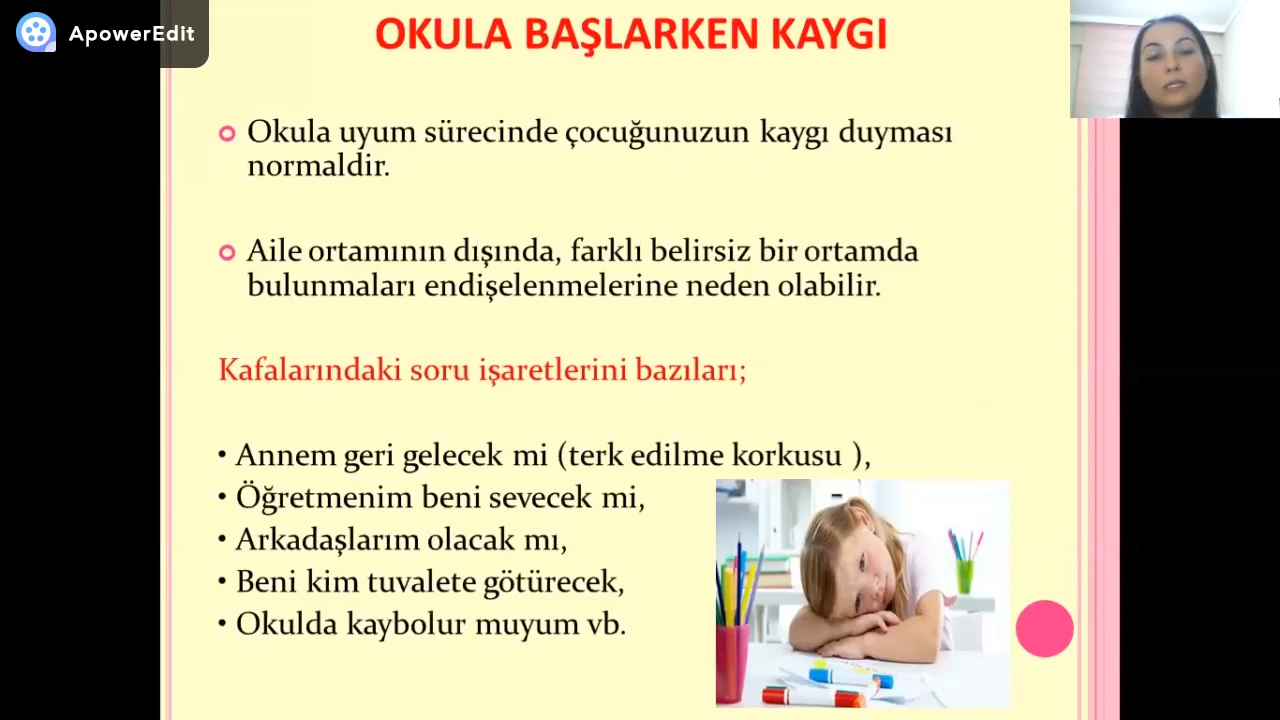 ApowerEdit
OKULA BAŞLARKEN KAYGI
Okula uyum sürecinde çocuğunuzun kaygı duyması
normaldir.
Aile ortamının dışında, farklı belirsiz bir ortamda
bulunmaları endişelenmelerine neden olabilir.
Kafalarındaki soru işaretlerini bazıları;
• Annem geri gelecek mi (terk edilme korkusu ),
• Öğretmenim beni sevecek mi,
• Arkadaşlarım olacak mı,
• Beni kim tuvalete götürecek,
• Okulda kaybolur muyum vb.